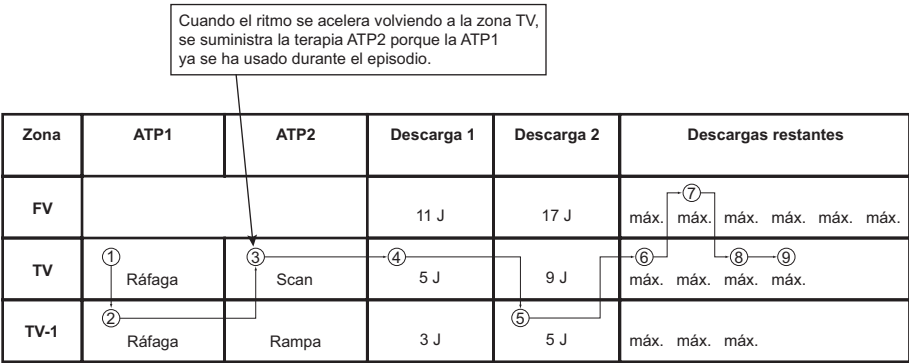 Cuando el ritmo se acelera volviendo a la zona TV,
se suministra la terapia ATP2 porque la ATP1
ya se ha usado durante el episodio.
Zona ATP1 ATP2 Descarga 1 Descarga 2 Descargas restantes
7
FV 11 J 17 J máx. máx. máx. máx. máx. máx.
1 3 4 6 8 9
TV Ráfaga Scan 5 J 9 J máx. máx. máx. máx.
2 5
TV-1 Ráfaga Rampa 3 J 5 J máx. máx. máx.